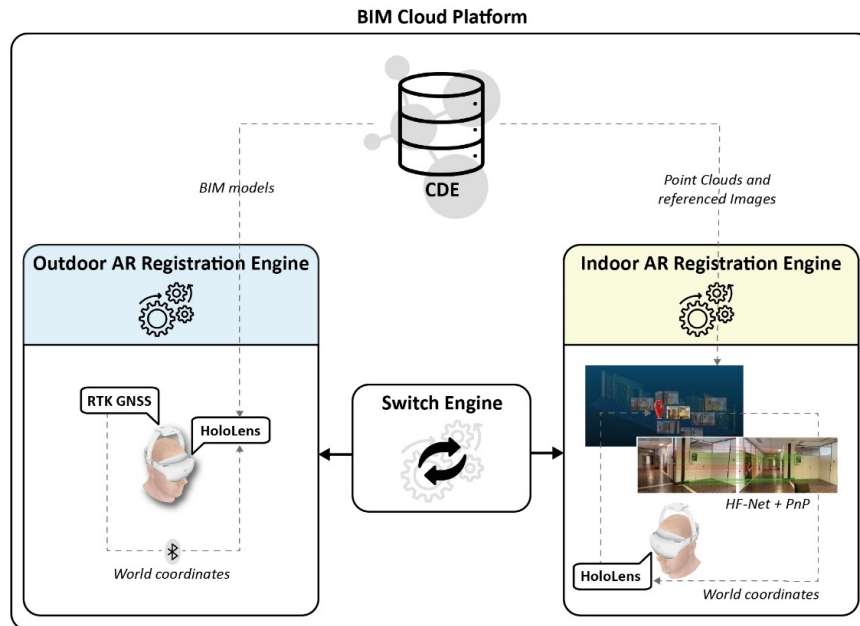 BIM Cloud Platform
CDE
BIM models
Point Clouds and
referenced Images
Outdoor AR Registration Engine
RTK GNSS
HoloLens
World coordinates
Switch Engine
Indoor AR Registration Engine
HF-Net + PnP
HoloLens
World coordinates